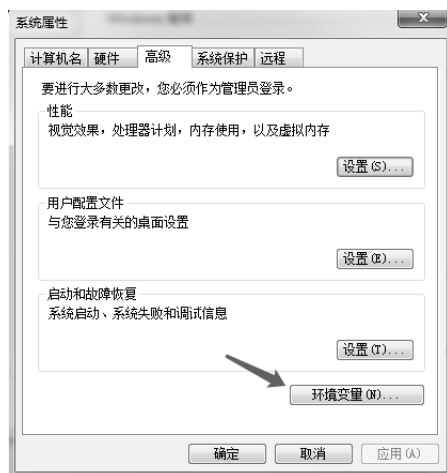 系统属性
计算机名 硬件 高级 系统保护 远程
要进行大多数更改，您必须作为管理员登录。
性能
视觉效果，处理器计划，内存使用，以及虚拟内存
设置(S)...
用户配置文件
与您登录有关的桌面设置
设置(E)...
启动和故障恢复
系统启动、系统失败和调试信息
设置(T)...
环境变量(N)...
确定 取消 应用(A)